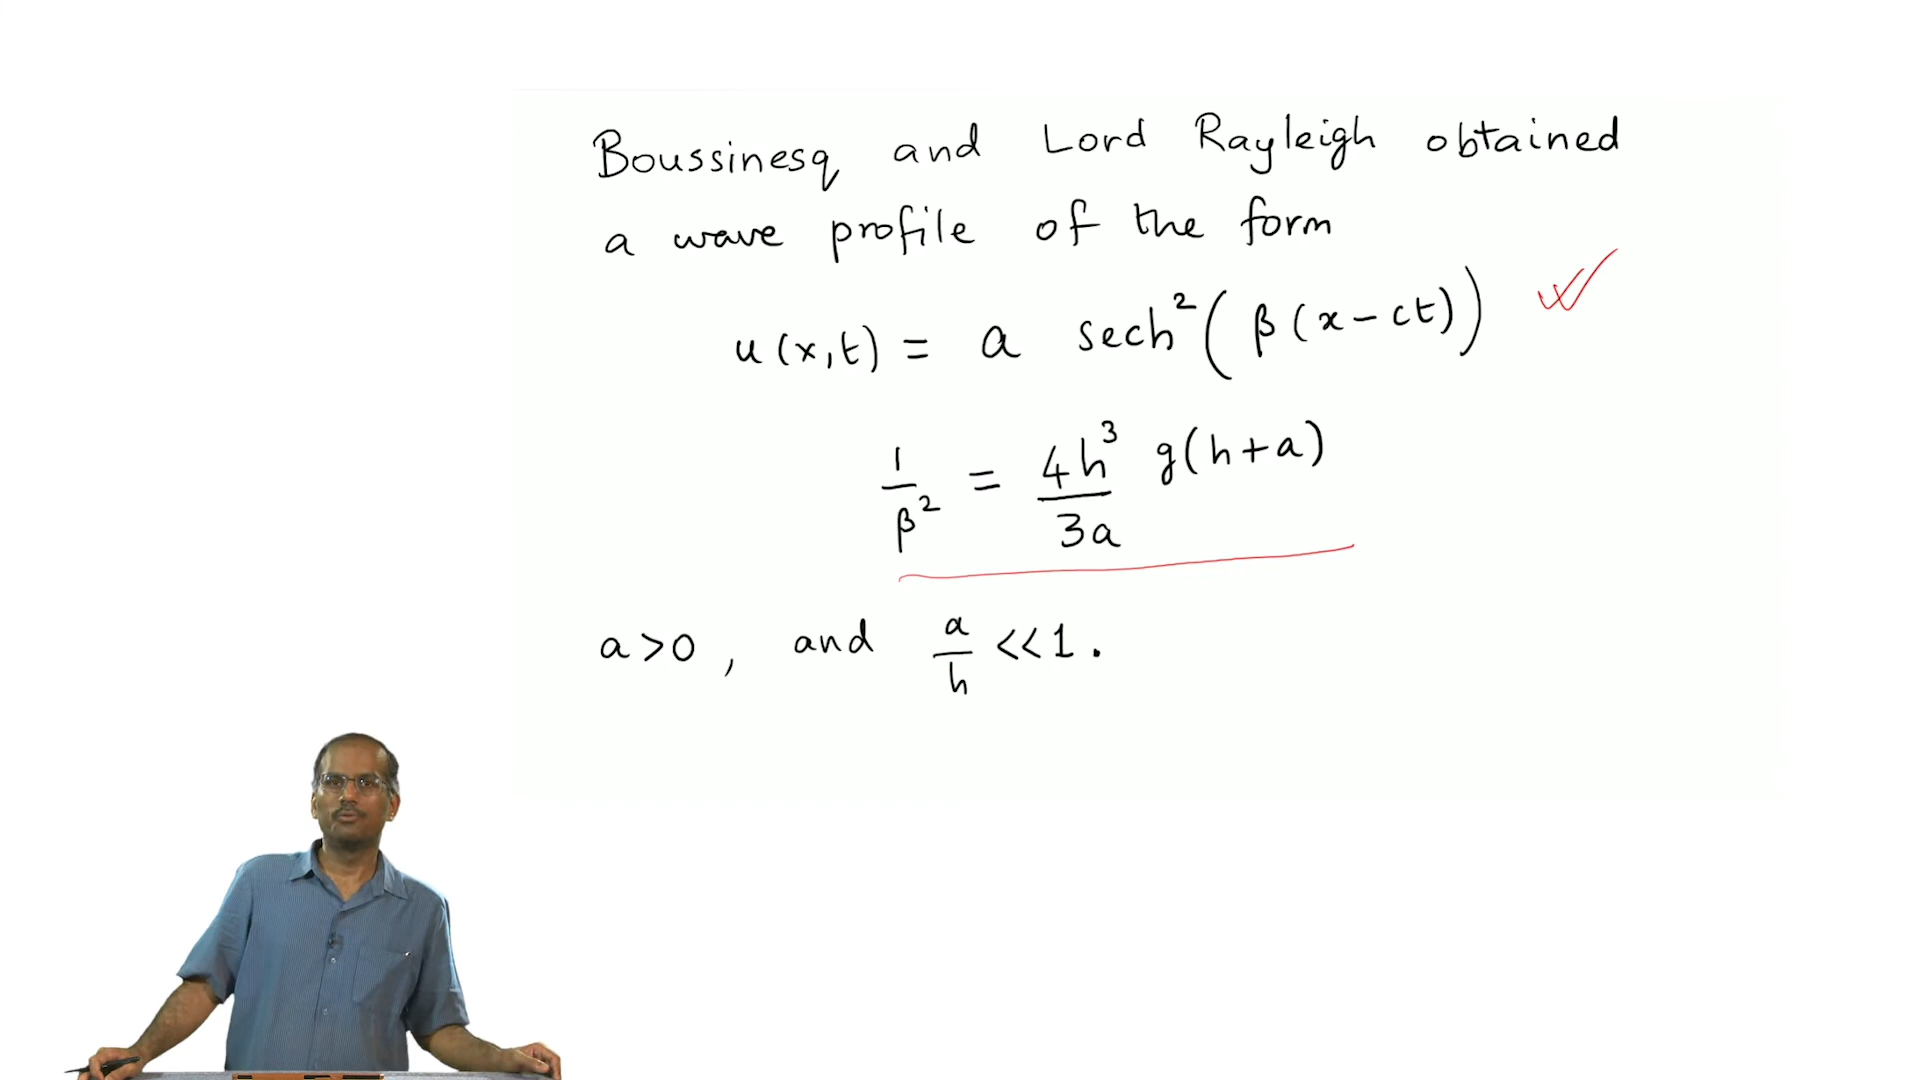 Boussinesq and Lord Rayleigh obtained
a wave profile of the form
u(x,t) = a sech²(β(x-ct))
1/β² = 4h³/3a g(h+a)
a>0, and a/h <<1.